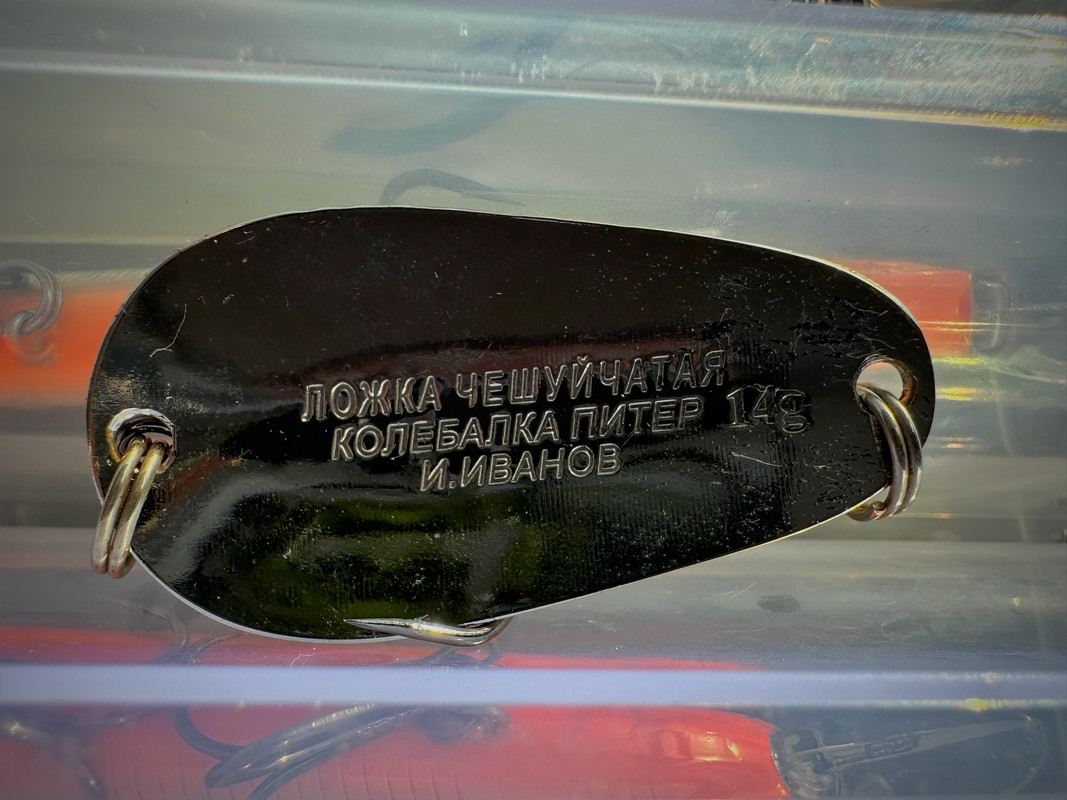 ЛОЖКА ЧЕШУЙЧАТАЯ
КОЛЕБАЛКА ПИТЕР 14g
И.ИВАНОВ